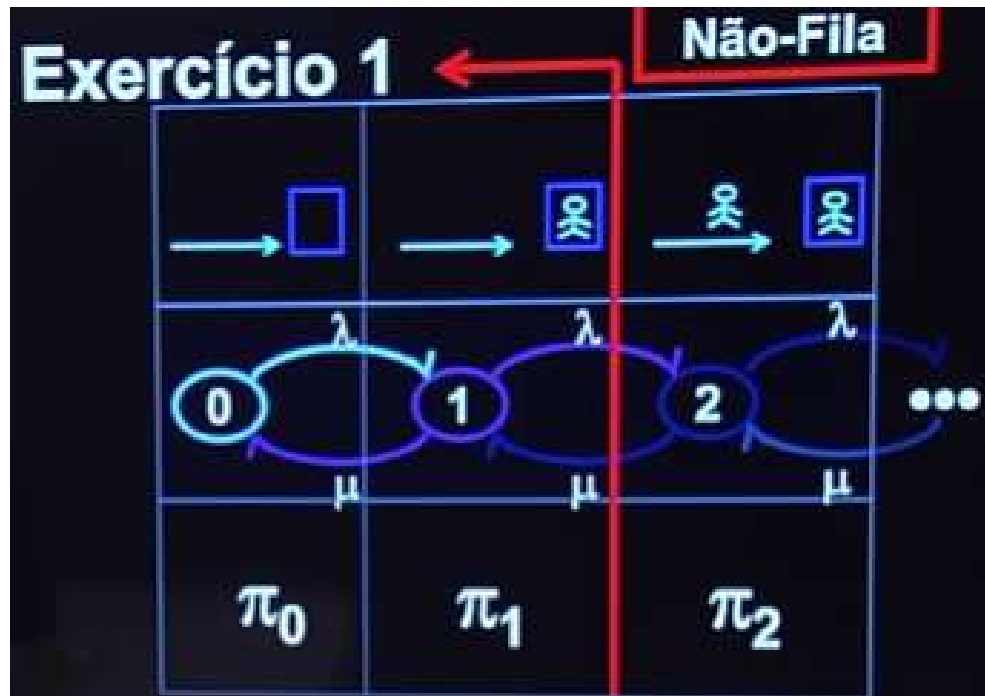 Não-Fila
Exercício 1
λ λ λ
0 1 2 •••
μ μ μ
π0 π1 π2